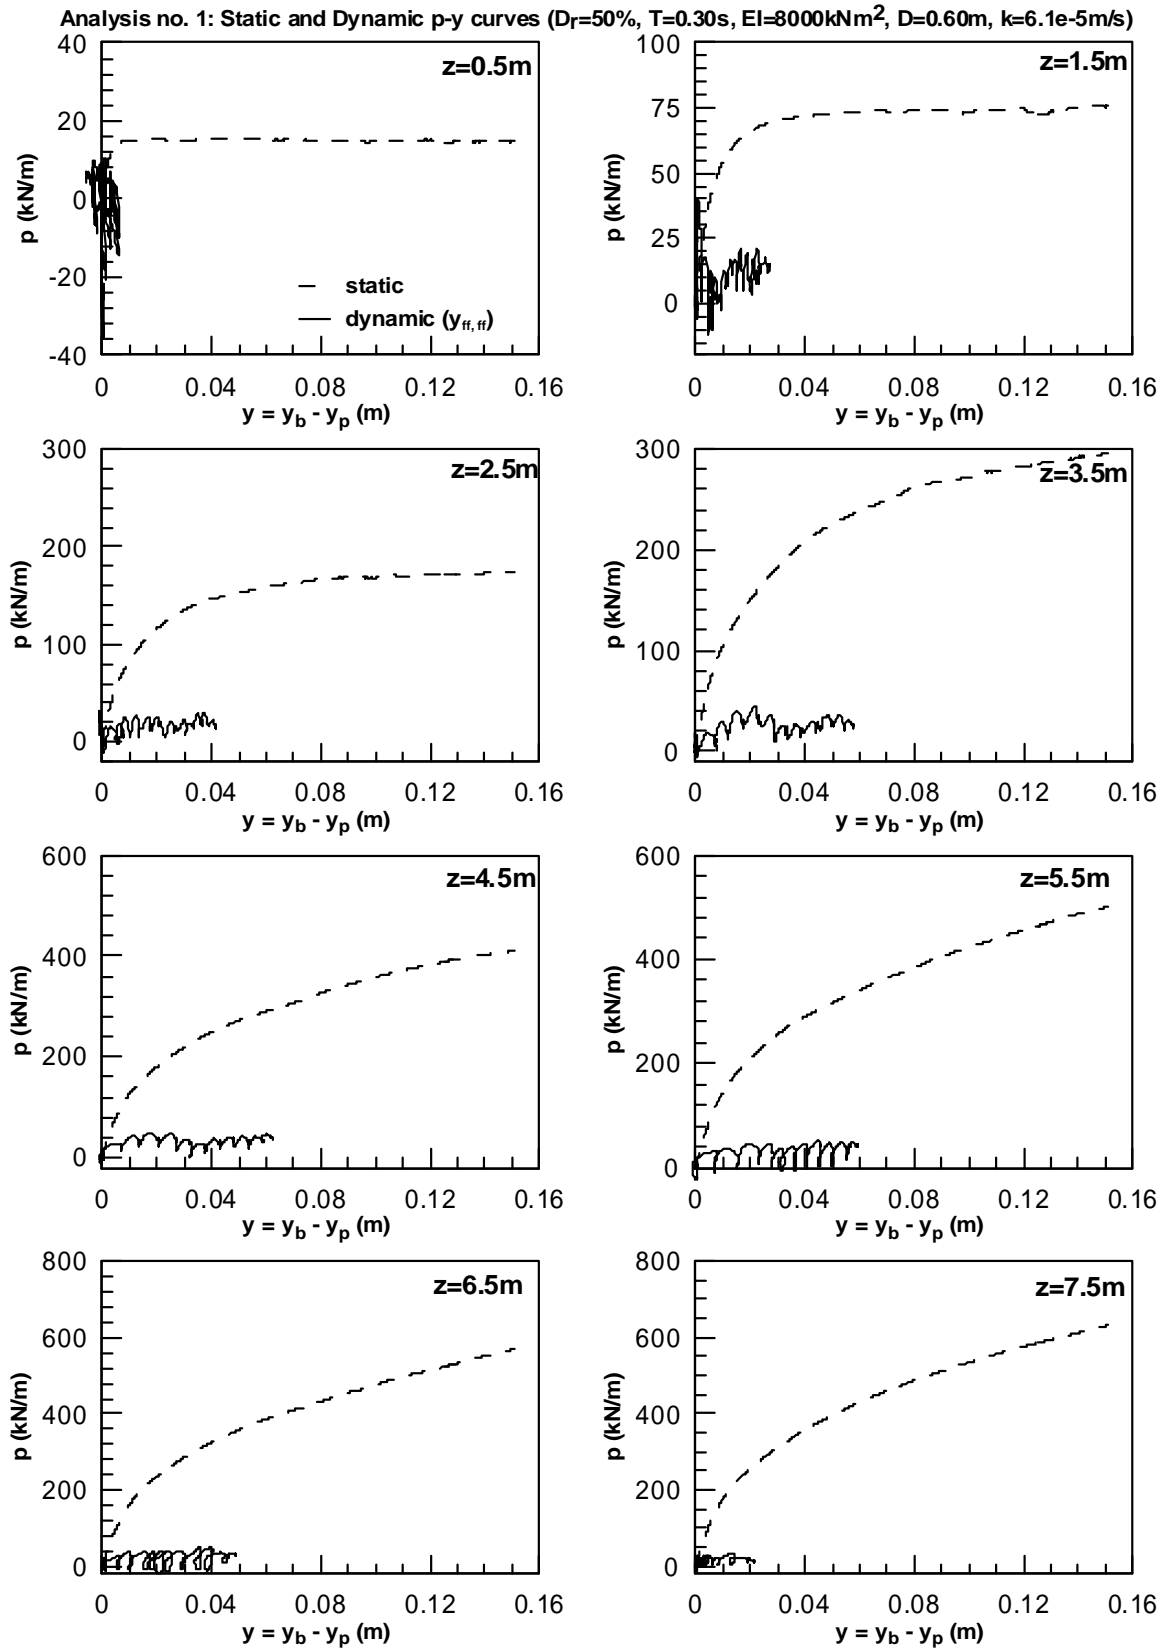 Analysis no. 1: Static and Dynamic p-y curves (Dr=50%, T=0.30s, EI=8000kNm2, D=0.60m, k=6.1e-5m/s)
z=0.5m
40
20
0
-20
-40
p (kN/m)
static
dynamic (yff, ff)
0 0.04 0.08 0.12 0.16
y = yb - yp (m)
z=1.5m
100
75
50
25
0
p (kN/m)
0 0.04 0.08 0.12 0.16
y = yb - yp (m)
z=2.5m
300
200
100
0
p (kN/m)
0 0.04 0.08 0.12 0.16
y = yb - yp (m)
z=3.5m
300
200
100
0
p (kN/m)
0 0.04 0.08 0.12 0.16
y = yb - yp (m)
z=4.5m
600
400
200
0
p (kN/m)
0 0.04 0.08 0.12 0.16
y = yb - yp (m)
z=5.5m
600
400
200
0
p (kN/m)
0 0.04 0.08 0.12 0.16
y = yb - yp (m)
z=6.5m
800
600
400
200
0
p (kN/m)
0 0.04 0.08 0.12 0.16
y = yb - yp (m)
z=7.5m
800
600
400
200
0
p (kN/m)
0 0.04 0.08 0.12 0.16
y = yb - yp (m)